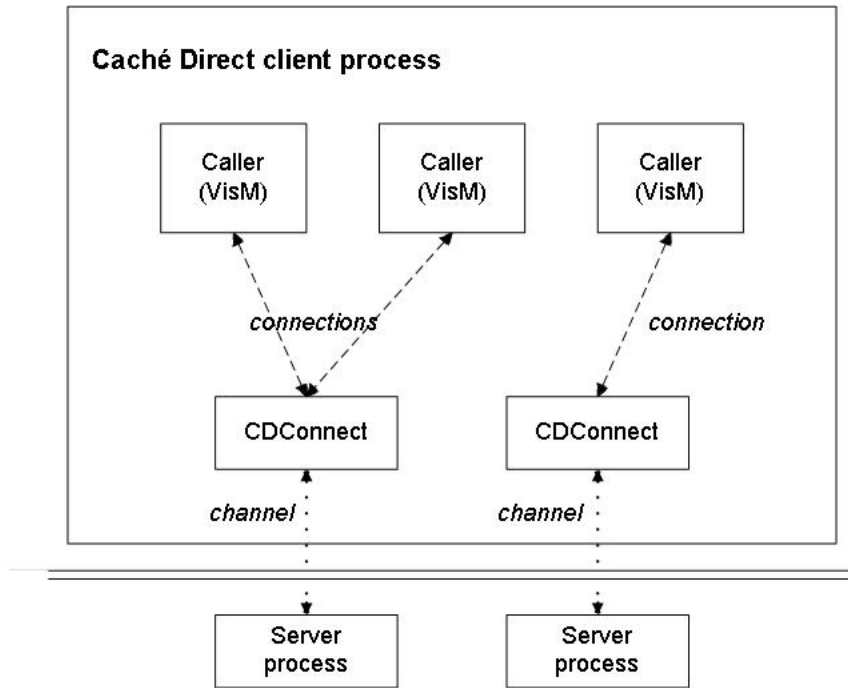 Caché Direct client process
Caller
(VisM)
Caller
(VisM)
Caller
(VisM)
connections
connection
CDConnect
CDConnect
channel
channel
Server
process
Server
process